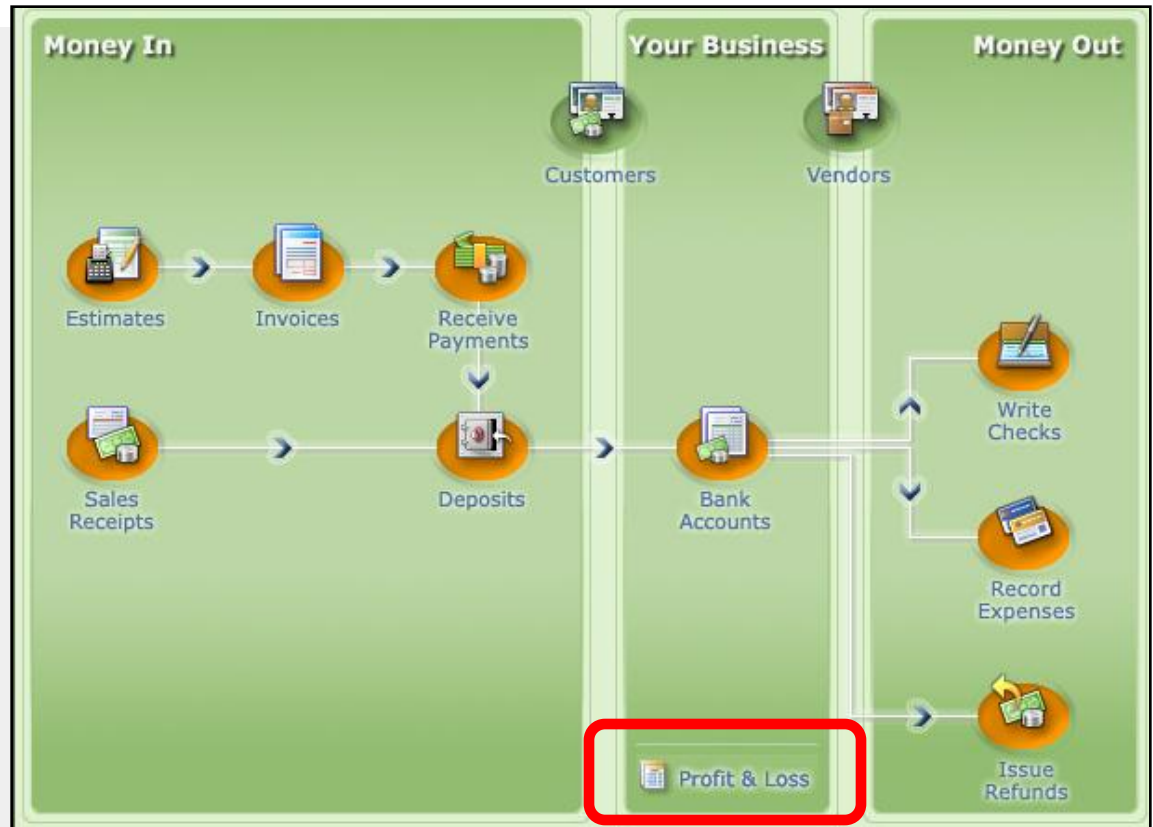 Money In
Your Business
Money Out
Customers
Vendors
Estimates
Invoices
Receive
Payments
Write
Checks
Sales
Receipts
Deposits
Bank
Accounts
Record
Expenses
Profit & Loss
Issue
Refunds